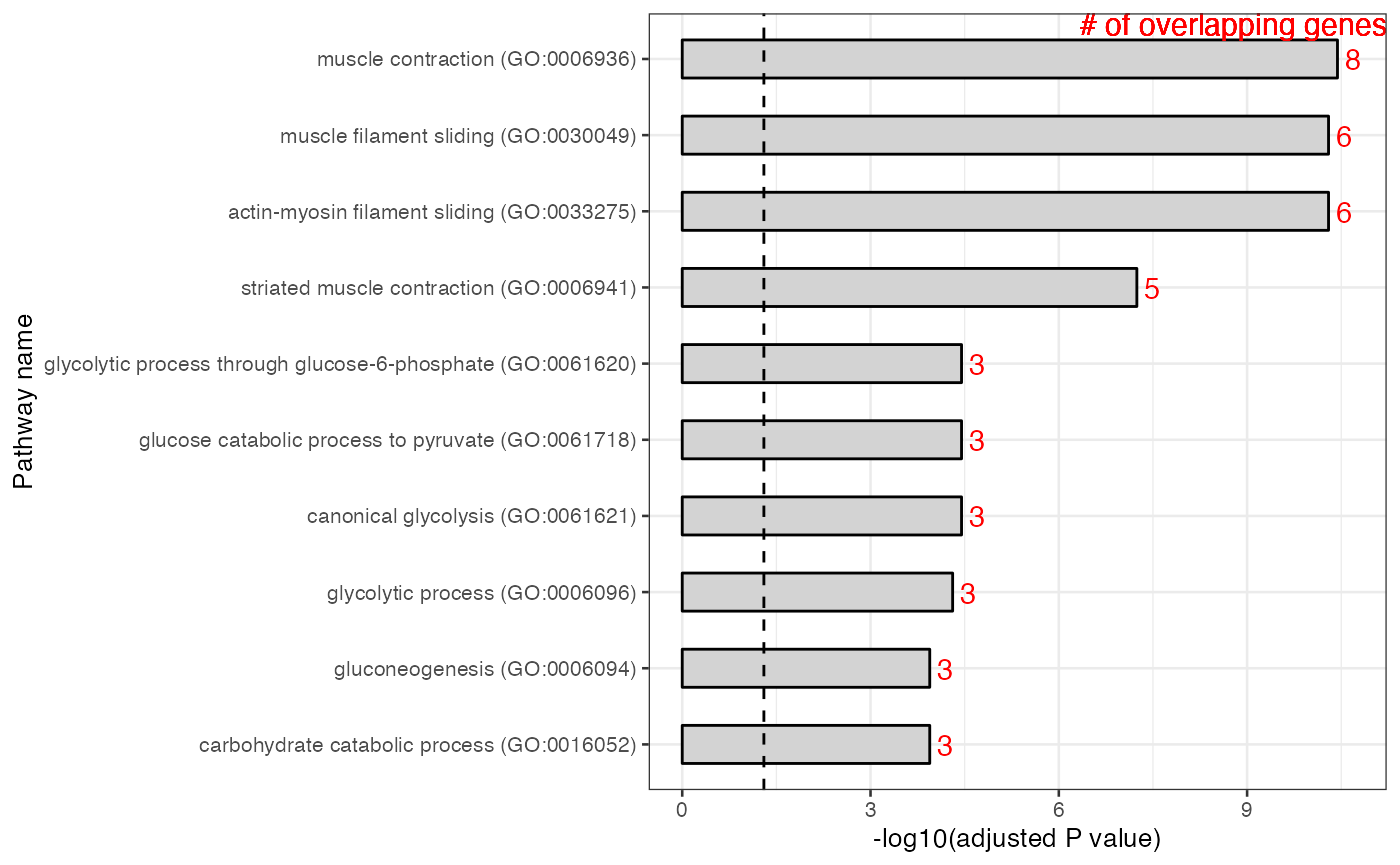 # of overlapping genes
muscle contraction (GO:0006936) 8
muscle filament sliding (GO:0030049) 6
actin-myosin filament sliding (GO:0033275) 6
striated muscle contraction (GO:0006941) 5
glycolytic process through glucose-6-phosphate (GO:0061620) 3
glucose catabolic process to pyruvate (GO:0061718) 3
canonical glycolysis (GO:0061621) 3
glycolytic process (GO:0006096) 3
gluconeogenesis (GO:0006094) 3
carbohydrate catabolic process (GO:0016052) 3
Pathway name
0 3 6 9
-log10(adjusted P value)